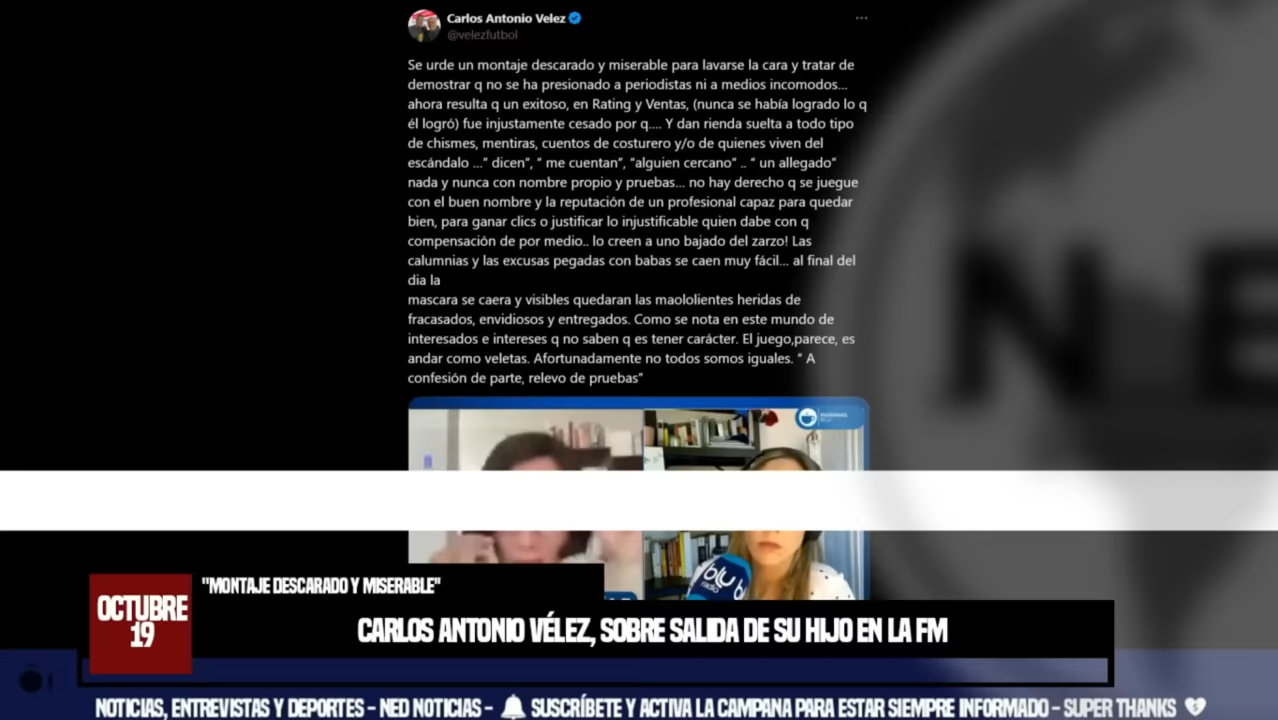 Carlos Antonio Velez
@velezfutbol
Se urde un montaje descarado y miserable para lavarse la cara y tratar de
demostrar q no se ha presionado a periodistas ni a medios incomodos...
ahora resulta q un exitoso, en Rating y Ventas, (nunca se había logrado lo q
él logró) fue injustamente cesado por q.... Y dan rienda suelta a todo tipo
de chismes, mentiras, cuentos de costurero y/o de quienes viven del
escándalo ..." dicen", " me cuentan", "alguien cercano" .. " un allegado"
nada y nunca con nombre propio y pruebas... no hay derecho q se juegue
con el buen nombre y la reputación de un profesional capaz para quedar
bien, para ganar clics o justificar lo injustificable quien dabe con q
compensación de por medio.. lo creen a uno bajado del zarzo! Las
calumnias y las excusas pegadas con babas se caen muy fácil... al final del
dia la
mascara se caera y visibles quedaran las maololientes heridas de
fracasados, envidiosos y entregados. Como se nota en este mundo de
interesados e intereses q no saben q es tener carácter. El juego,parece, es
andar como veletas. Afortunadamente no todos somos iguales. " A
confesión de parte, relevo de pruebas"
NE
MAÑANAS
BLU
blu
radio
OCTUBRE
19
"MONTAJE DESCARADO Y MISERABLE"
CARLOS ANTONIO VÉLEZ, SOBRE SALIDA DE SU HIJO EN LA FM
NOTICIAS, ENTREVISTAS Y DEPORTES - NED NOTICIAS - SUSCRÍBETE Y ACTIVA LA CAMPANA PARA ESTAR SIEMPRE INFORMADO - SUPER THANKS